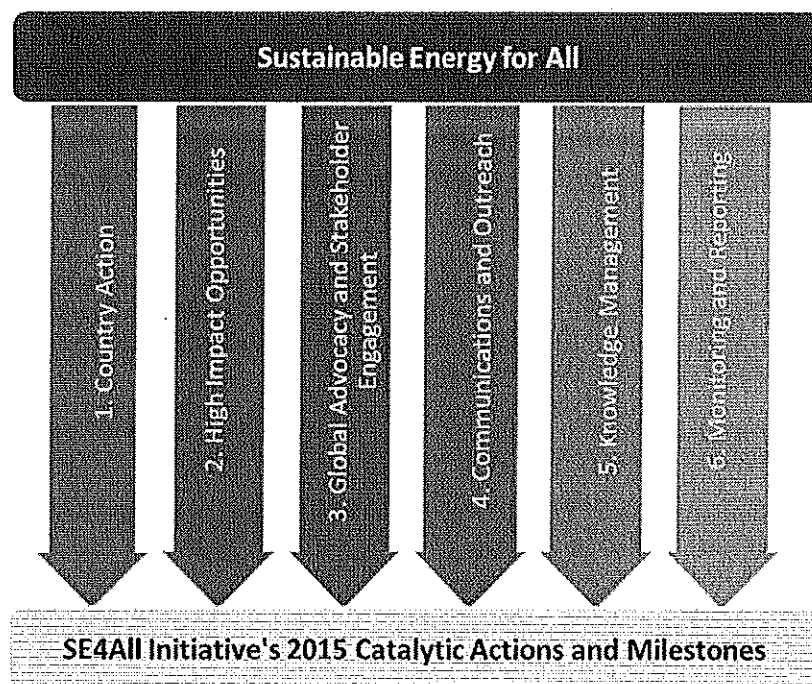 Sustainable Energy for All
1. Country Action
2. High Impact Opportunities
3. Global Advocacy and Stakeholder
Engagement
4. Communications and Outreach
5. Knowledge Management
6. Monitoring and Reporting
SE4All Initiative's 2015 Catalytic Actions and Milestones